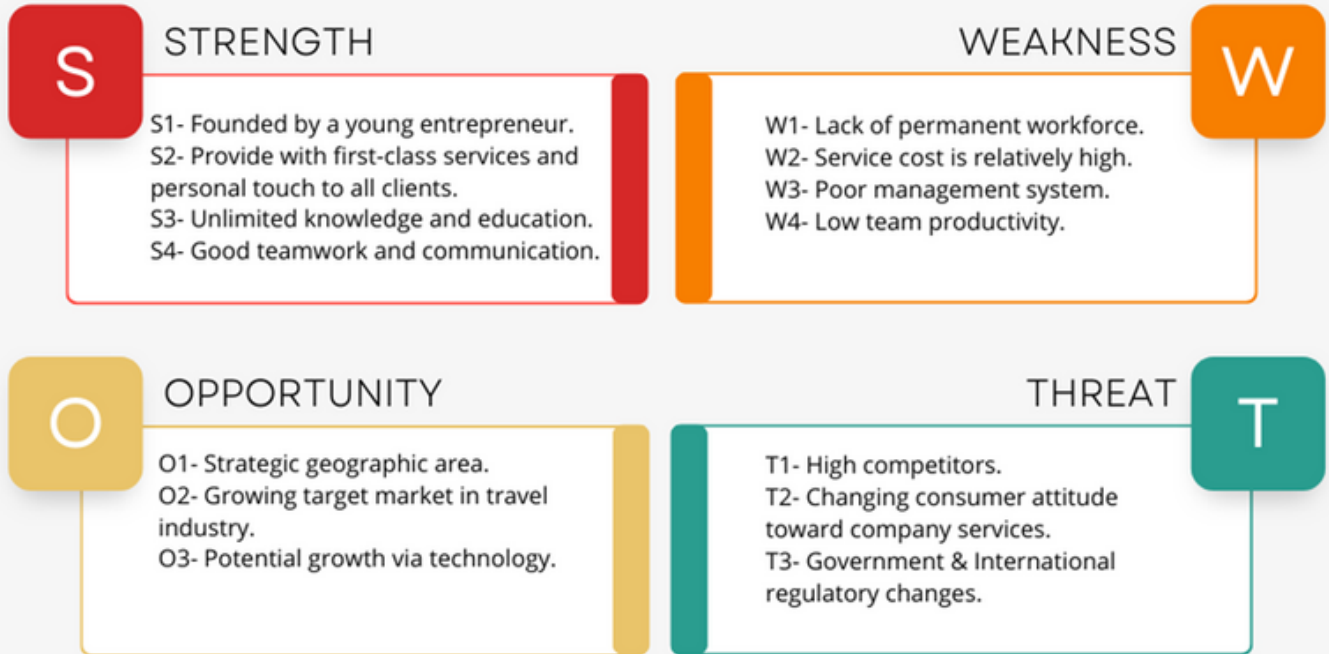 S
STRENGTH
S1- Founded by a young entrepreneur.
S2- Provide with first-class services and
personal touch to all clients.
S3- Unlimited knowledge and education.
S4- Good teamwork and communication.
WEAKNESS
W
W1- Lack of permanent workforce.
W2- Service cost is relatively high.
W3- Poor management system.
W4- Low team productivity.
O
OPPORTUNITY
O1- Strategic geographic area.
O2- Growing target market in travel
industry.
O3- Potential growth via technology.
THREAT
T
T1- High competitors.
T2- Changing consumer attitude
toward company services.
T3- Government & International
regulatory changes.